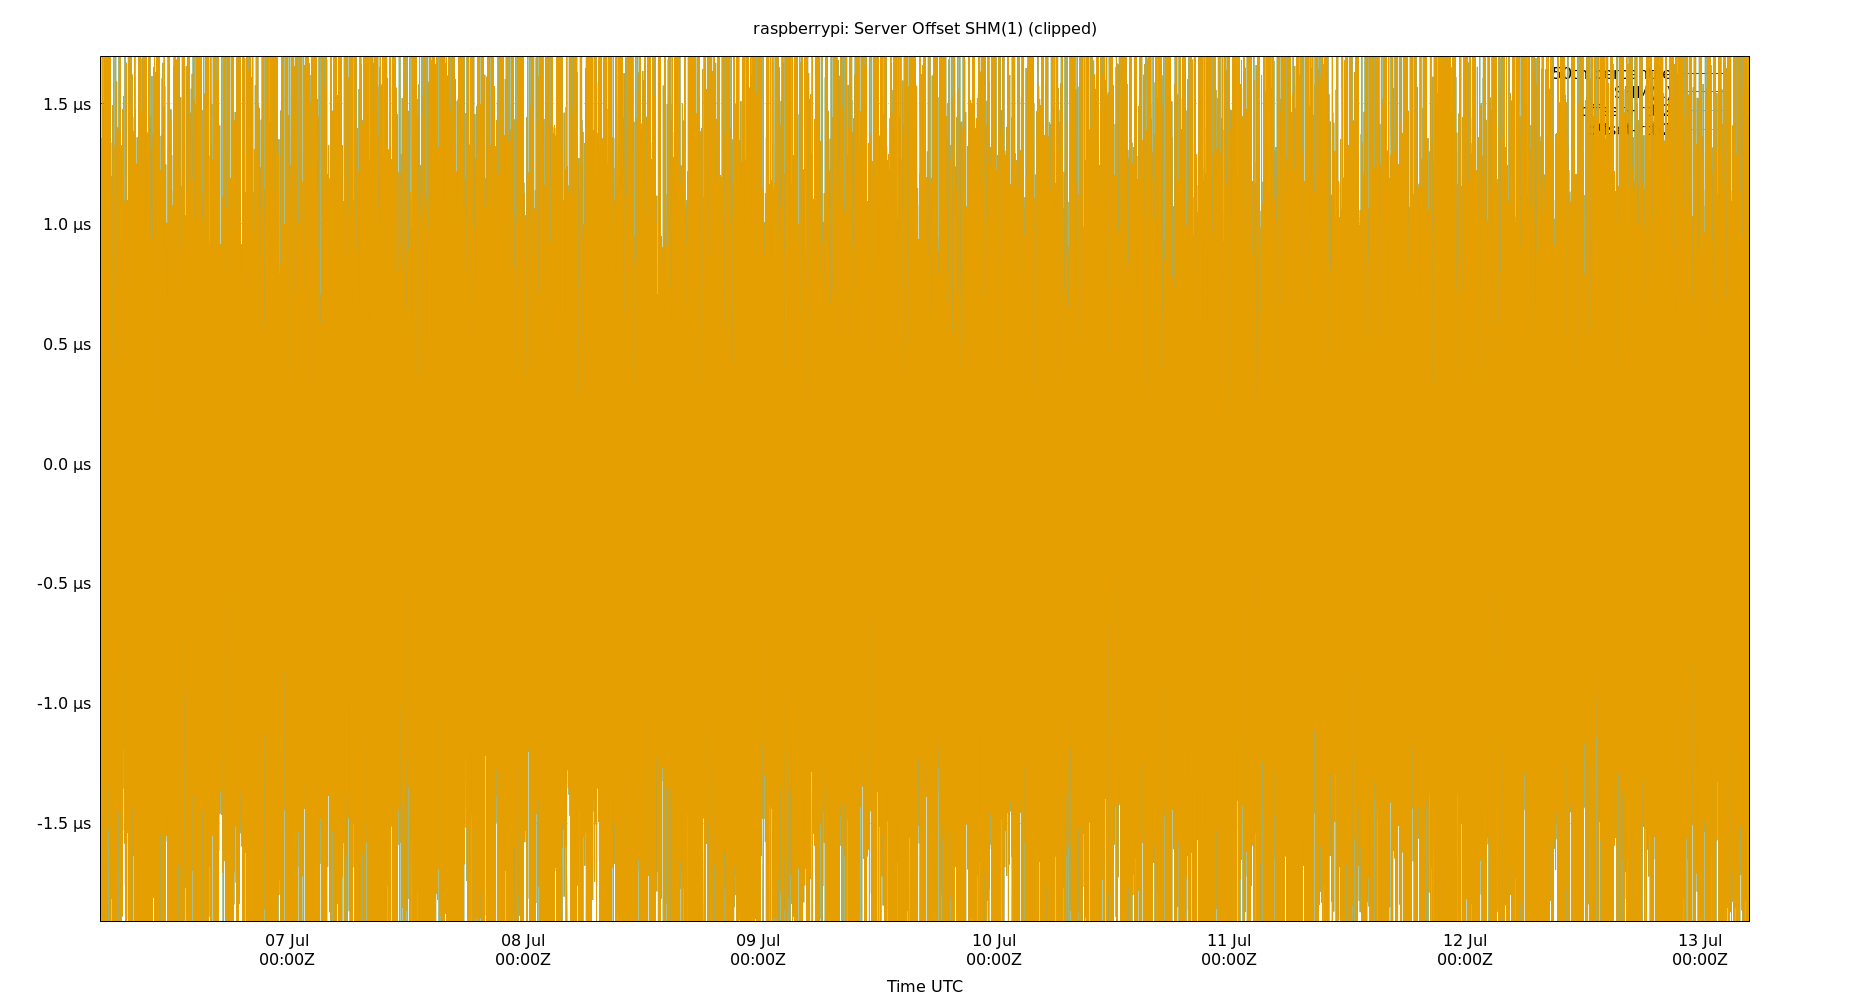 raspberrypi: Server Offset SHM(1) (clipped)
1.5 µs
1.0 µs
0.5 µs
0.0 µs
-0.5 µs
-1.0 µs
-1.5 µs
07 Jul 08 Jul 09 Jul 10 Jul 11 Jul 12 Jul 13 Jul
00:00Z 00:00Z 00:00Z 00:00Z 00:00Z 00:00Z 00:00Z
Time UTC